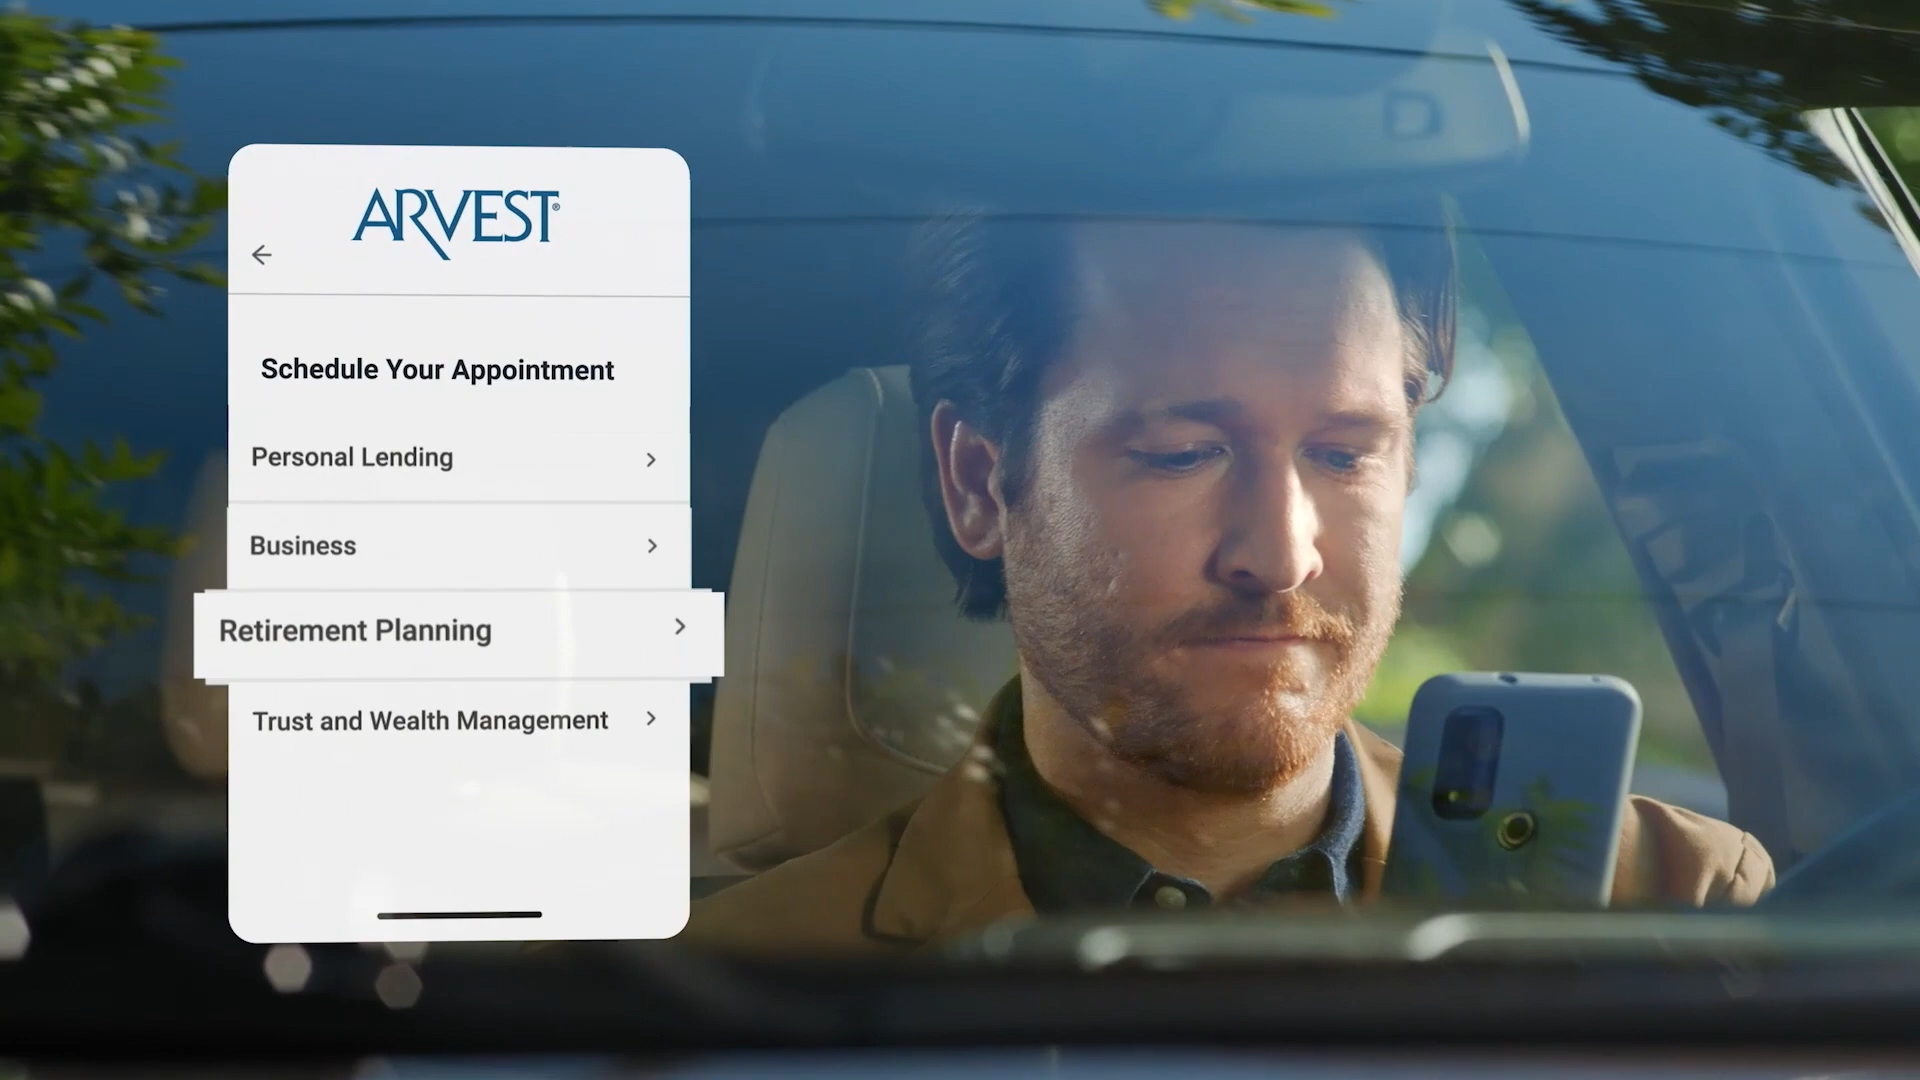 ARVEST®
Schedule Your Appointment
Personal Lending
Business
Retirement Planning
Trust and Wealth Management